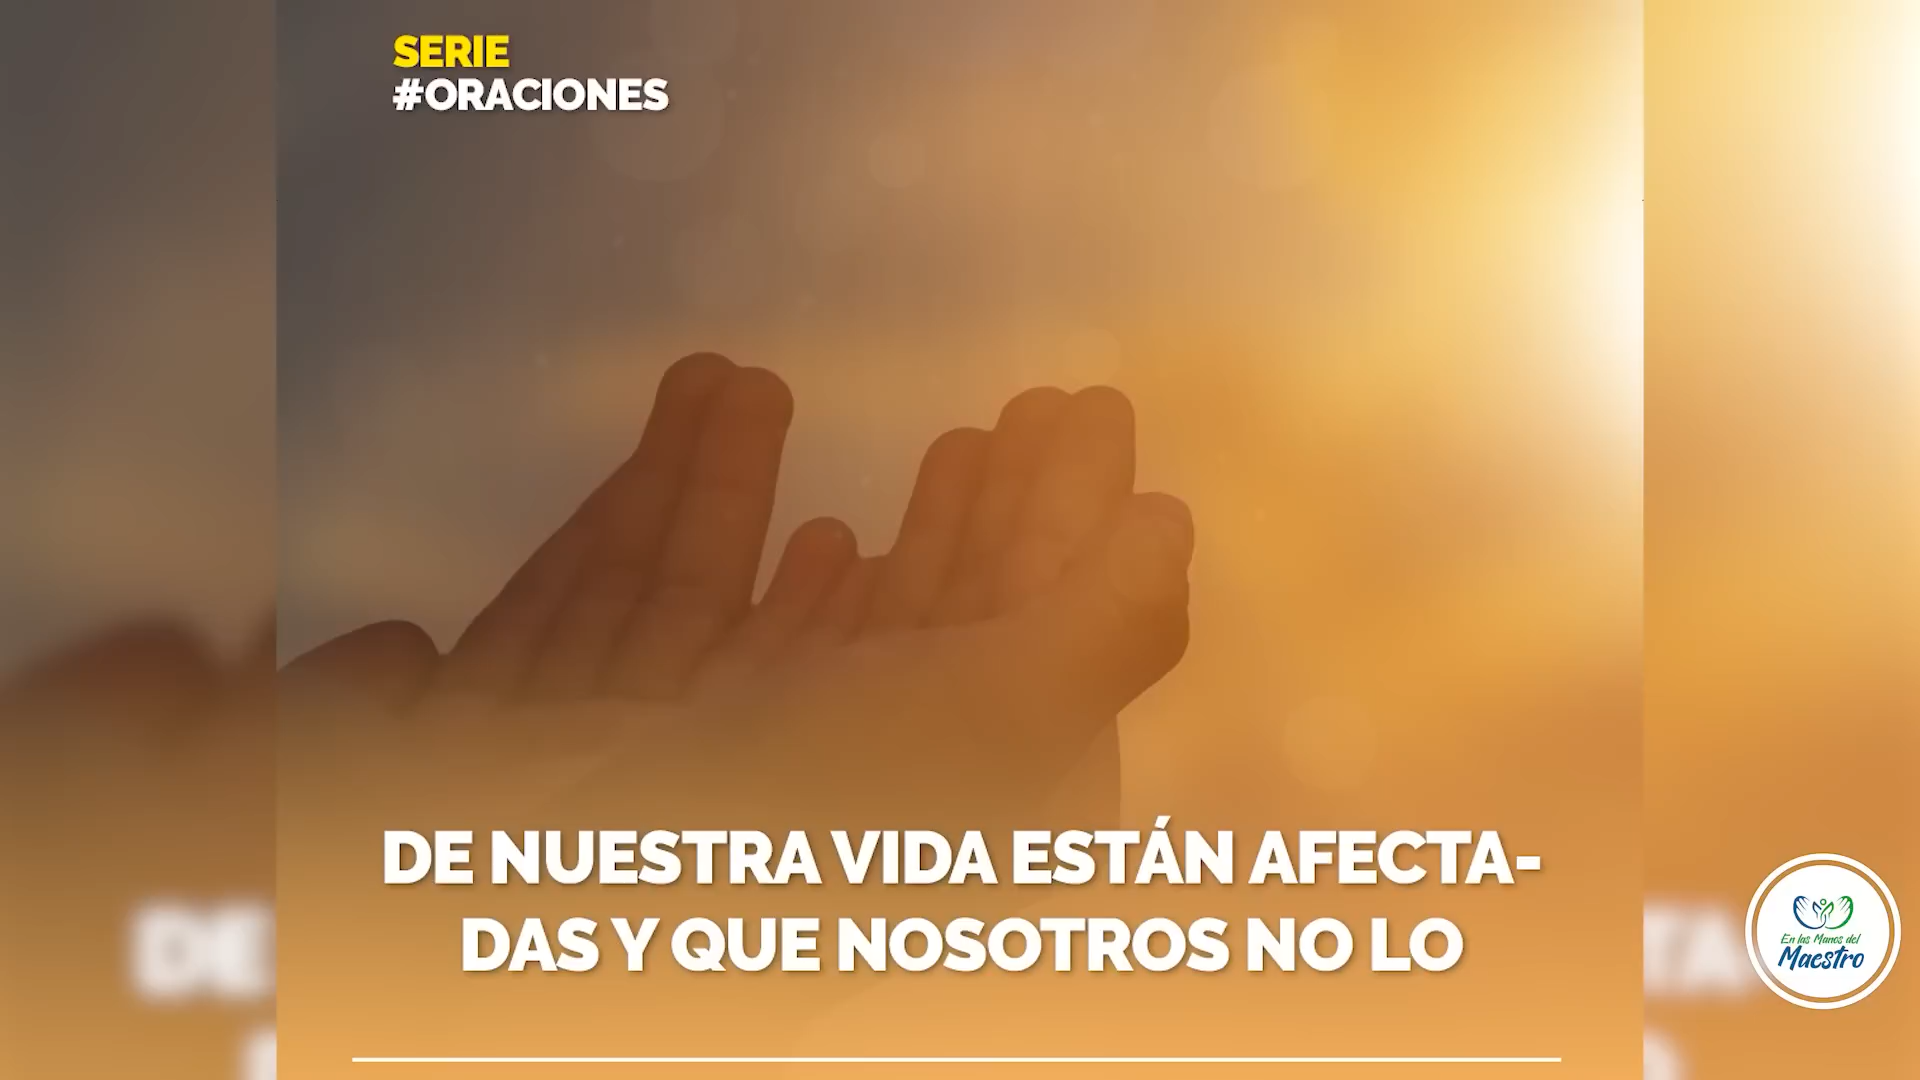 SERIE
#ORACIONES
DE NUESTRA VIDA ESTÁN AFECTA-
DAS Y QUE NOSOTROS NO LO
En las Manos del
Maestro